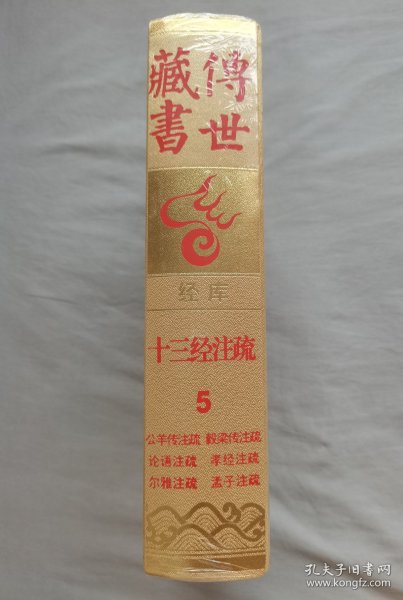 傳世
藏書
经库
十三经注疏
5
公羊传注疏 穀梁传注疏
论语注疏 孝经注疏
尔雅注疏 孟子注疏
孔夫子旧书网
www.kongfz.com